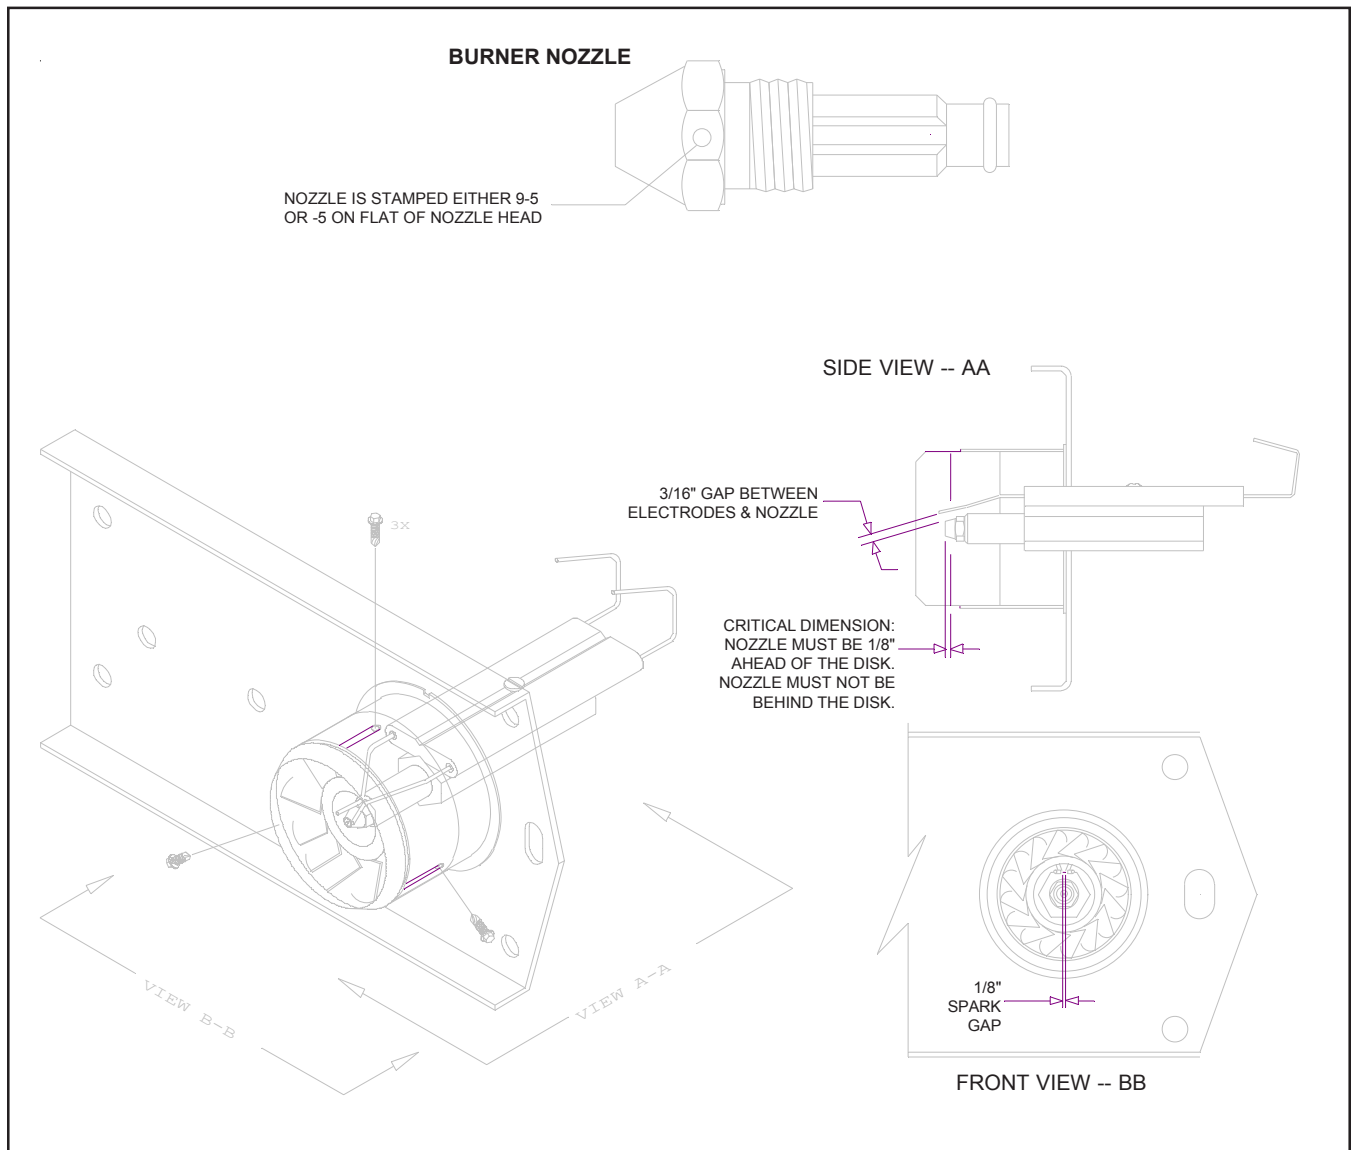 BURNER NOZZLE
NOZZLE IS STAMPED EITHER 9-5
OR -5 ON FLAT OF NOZZLE HEAD
SIDE VIEW -- AA
3/16" GAP BETWEEN
ELECTRODES & NOZZLE
3X
CRITICAL DIMENSION:
NOZZLE MUST BE 1/8"
AHEAD OF THE DISK.
NOZZLE MUST NOT BE
BEHIND THE DISK.
VIEW B-B
VIEW A-A
1/8"
SPARK
GAP
FRONT VIEW -- BB